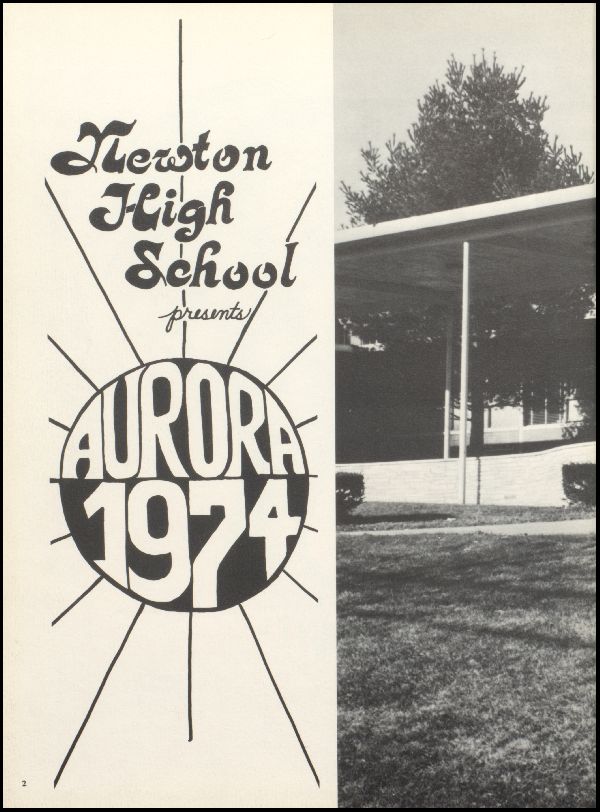 Newton
High
School
presents
AURORA
1974
2